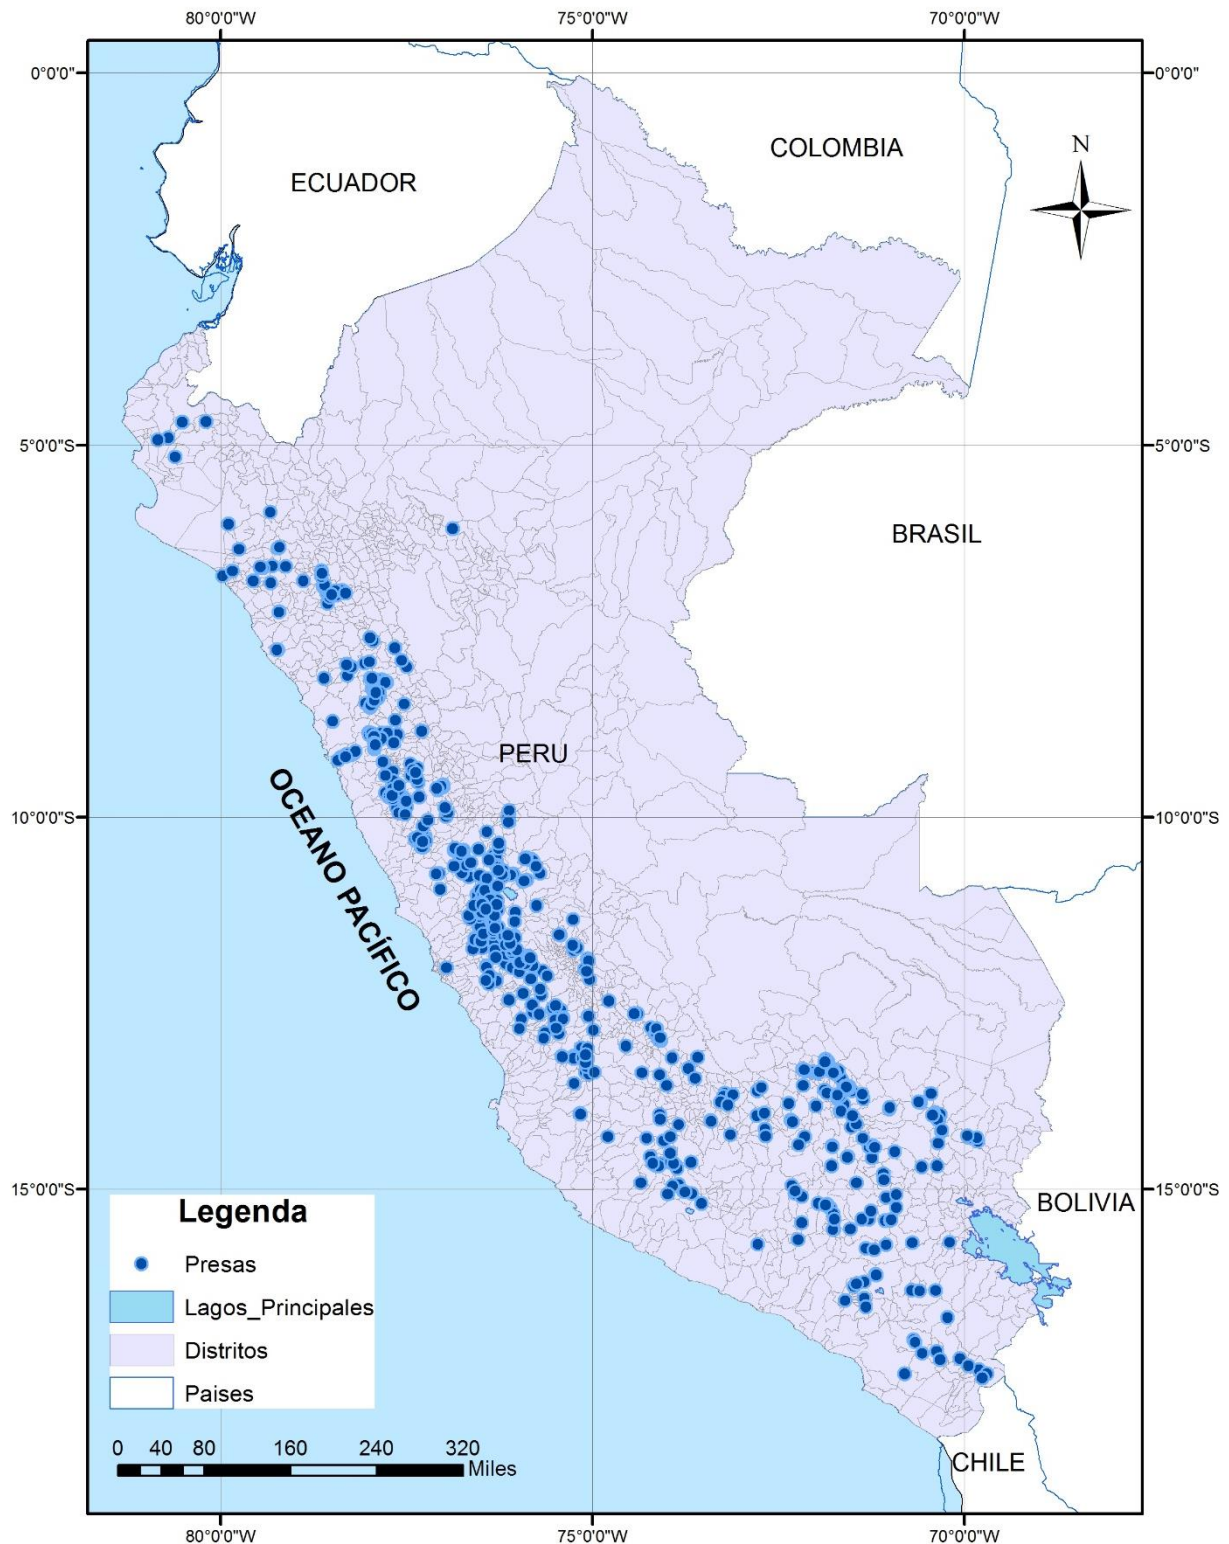 80°0'0"W
75°0'0"W
70°0'0"W
0°0'0"
0°0'0"
COLOMBIA
N
ECUADOR
5°0'0"S
5°0'0"S
BRASIL
PERU
OCEANO PACÍFICO
10°0'0"S
10°0'0"S
15°0'0"S
15°0'0"S
BOLIVIA
Legenda
Presas
Lagos_Principales
Distritos
Paises
0 40 80 160 240 320
Miles
CHILE
80°0'0"W
75°0'0"W
70°0'0"W